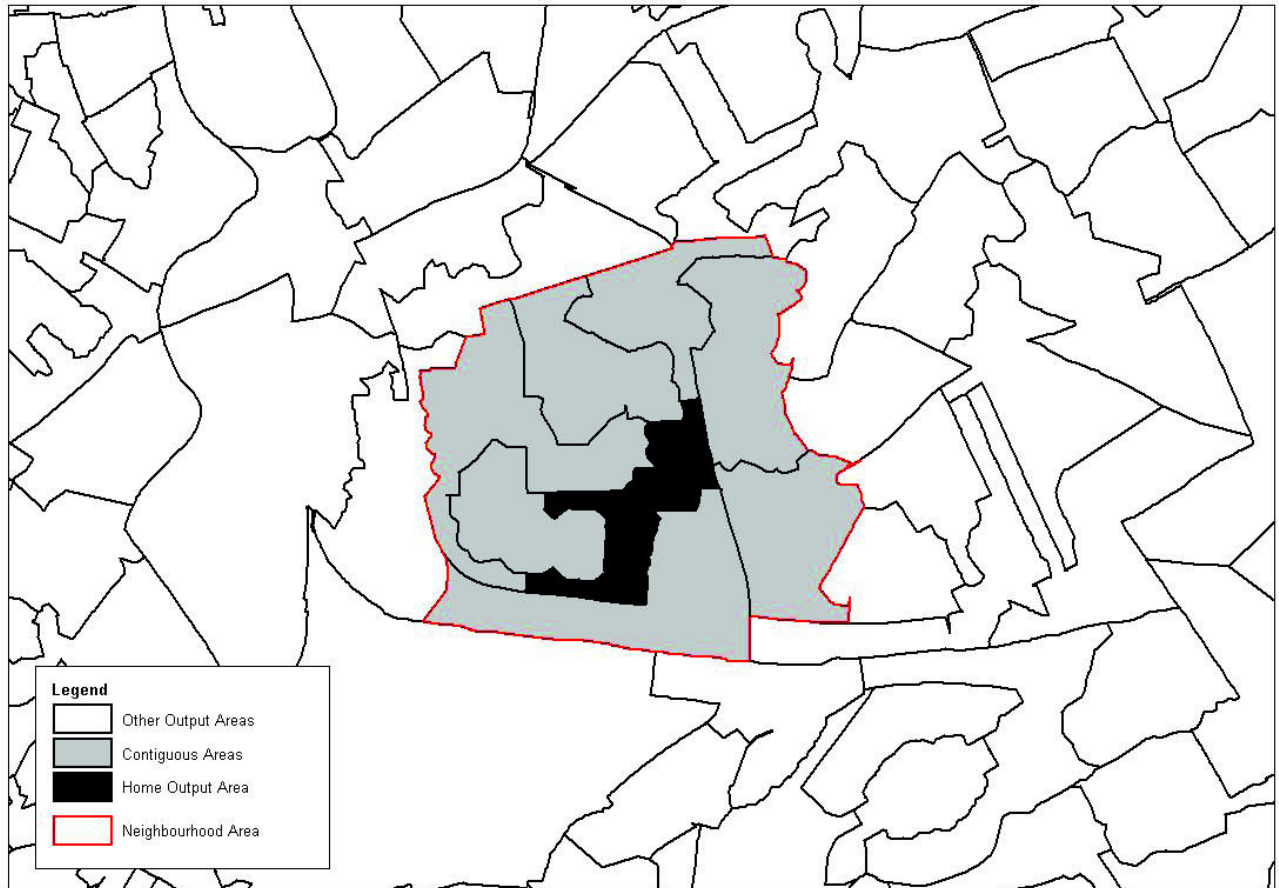 Legend
Other Output Areas
Contiguous Areas
Home Output Area
Neighbourhood Area